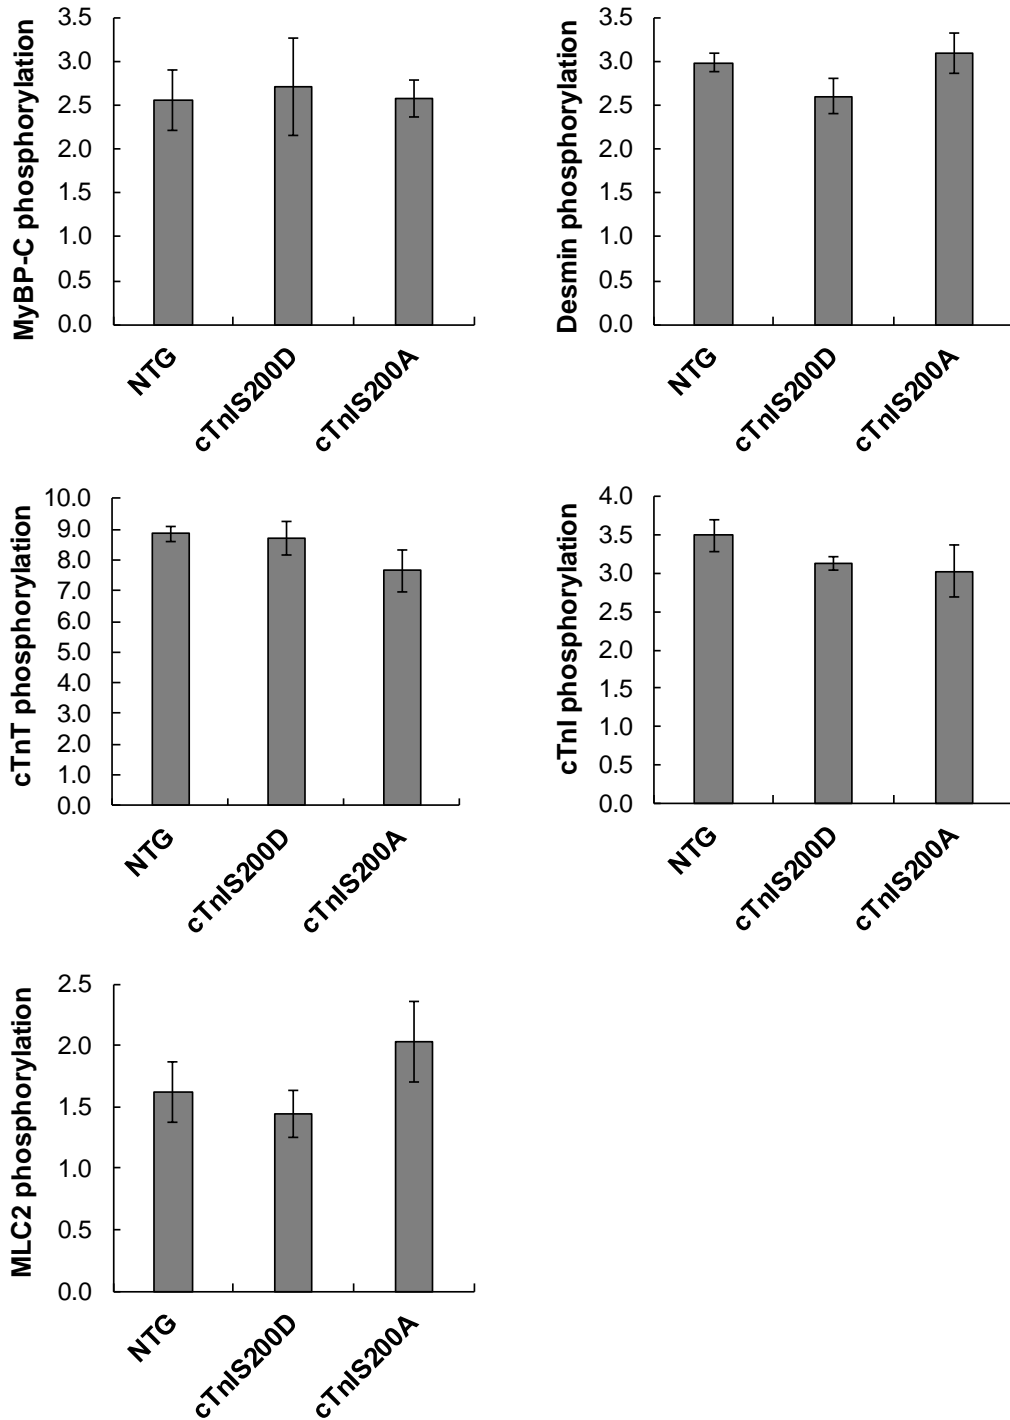 MyBP-C phosphorylation
3.5
3.0
2.5
2.0
1.5
1.0
0.5
0.0
NTG
cTnIS200D
cTnIS200A
Desmin phosphorylation
3.5
3.0
2.5
2.0
1.5
1.0
0.5
0.0
NTG
cTnIS200D
cTnIS200A
cTnT phosphorylation
10.0
9.0
8.0
7.0
6.0
5.0
4.0
3.0
2.0
1.0
0.0
NTG
cTnIS200D
cTnIS200A
cTnI phosphorylation
4.0
3.5
3.0
2.5
2.0
1.5
1.0
0.5
0.0
NTG
cTnIS200D
cTnIS200A
MLC2 phosphorylation
2.5
2.0
1.5
1.0
0.5
0.0
NTG
cTnIS200D
cTnIS200A